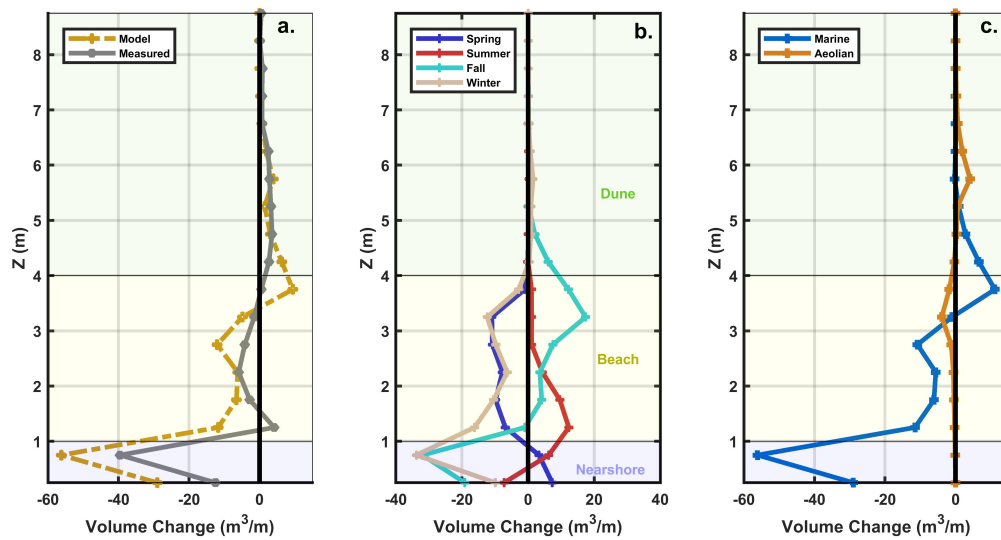 a.
Model
Measured
8
7
6
5
4
3
2
1
Z (m)
-60
-40
-20
-0
Volume Change (m³/m)
b.
Spring
Summer
Fall
Winter
Dune
Beach
Nearshore
8
7
6
5
4
3
2
1
Z (m)
-40
-20
0
20
40
Volume Change (m³/m)
c.
Marine
Aeolian
8
7
6
5
4
3
2
1
Z (m)
-60
-40
-20
-0
Volume Change (m³/m)